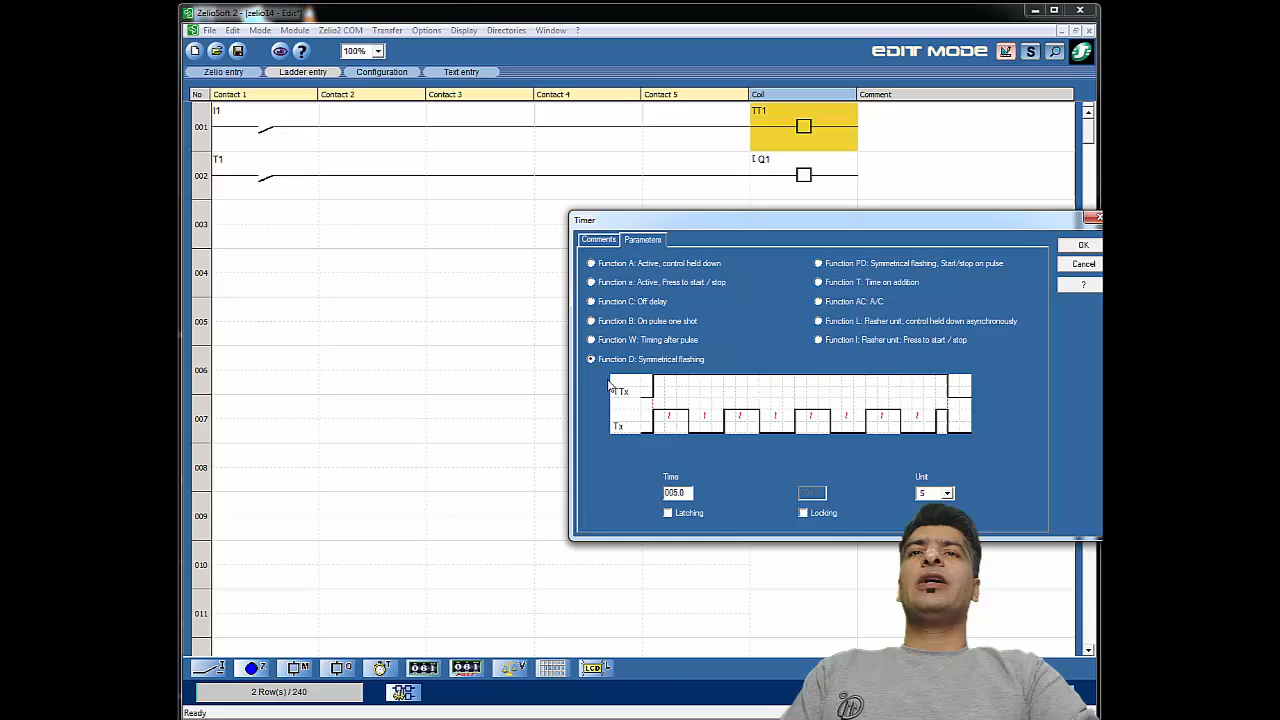 ZelioSoft 2 - [zelio14 - Edit*]
File Edit Mode Module Zelio2 COM Transfer Options Display Directories Window ?
100% EDIT MODE S
Zelio entry Ladder entry Configuration Text entry
No Contact 1 Contact 2 Contact 3 Contact 4 Contact 5 Coil Comment
I1 TT1
001
T1 [ Q1
002
003
004
005
006
007
008
009
010
011
Timer
Comments Parameters
Function A: Active, control held down
Function a: Active, Press to start / stop
Function C: Off delay
Function B: On pulse one shot
Function W: Timing after pulse
Function D: Symmetrical flashing
Function PD: Symmetrical flashing, Start/stop on pulse
Function T: Time on addition
Function AC: A/C
Function L: Flasher unit; control held down asynchronously
Function l: Flasher unit; Press to start / stop
OK
Cancel
?
TTx
Tx
t t t t t t t t
Time Unit
005.0 S
Latching Locking
2 Row(s) / 240
Ready